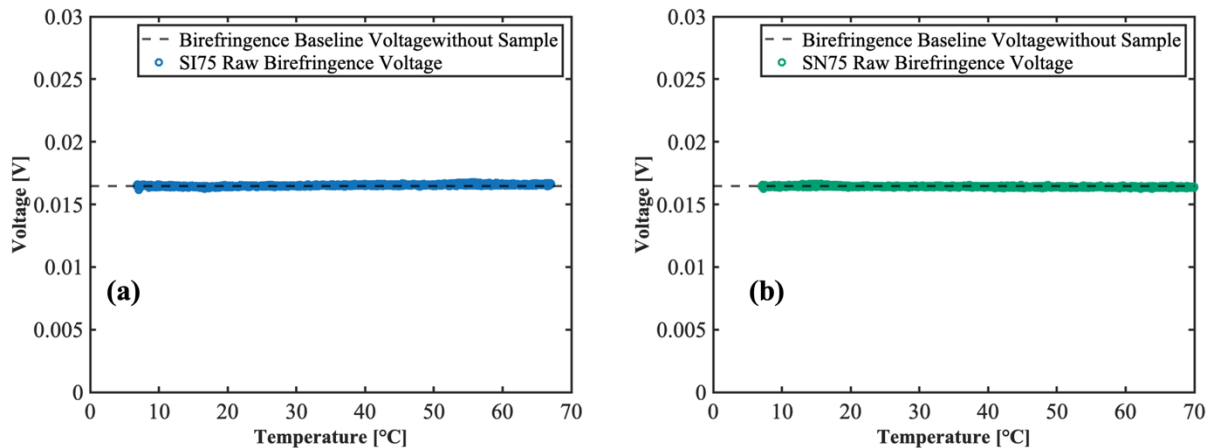 0.03
0.025
0.02
0.015
0.01
0.005
0
Voltage [V]
Birefringence Baseline Voltagewithout Sample
SI75 Raw Birefringence Voltage
(a)
0 10 20 30 40 50 60 70
Temperature [°C]
0.03
0.025
0.02
0.015
0.01
0.005
0
Voltage [V]
Birefringence Baseline Voltagewithout Sample
SN75 Raw Birefringence Voltage
(b)
0 10 20 30 40 50 60 70
Temperature [°C]